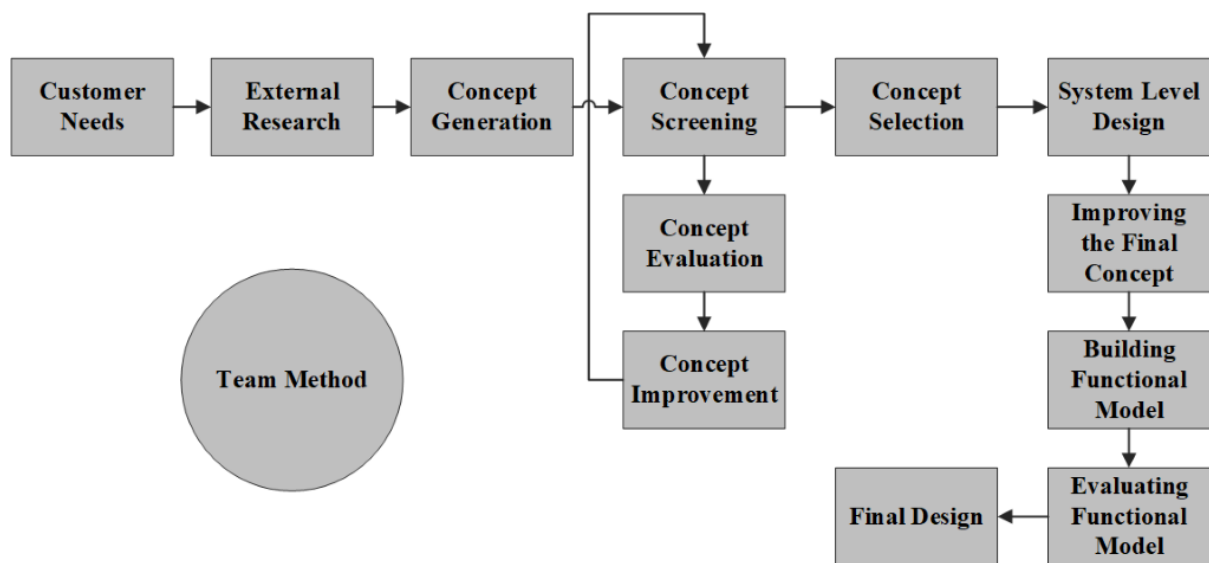 Customer
Needs
External
Research
Concept
Generation
Concept
Screening
Concept
Selection
System Level
Design
Concept
Evaluation
Improving
the Final
Concept
Team Method
Concept
Improvement
Building
Functional
Model
Final Design
Evaluating
Functional
Model